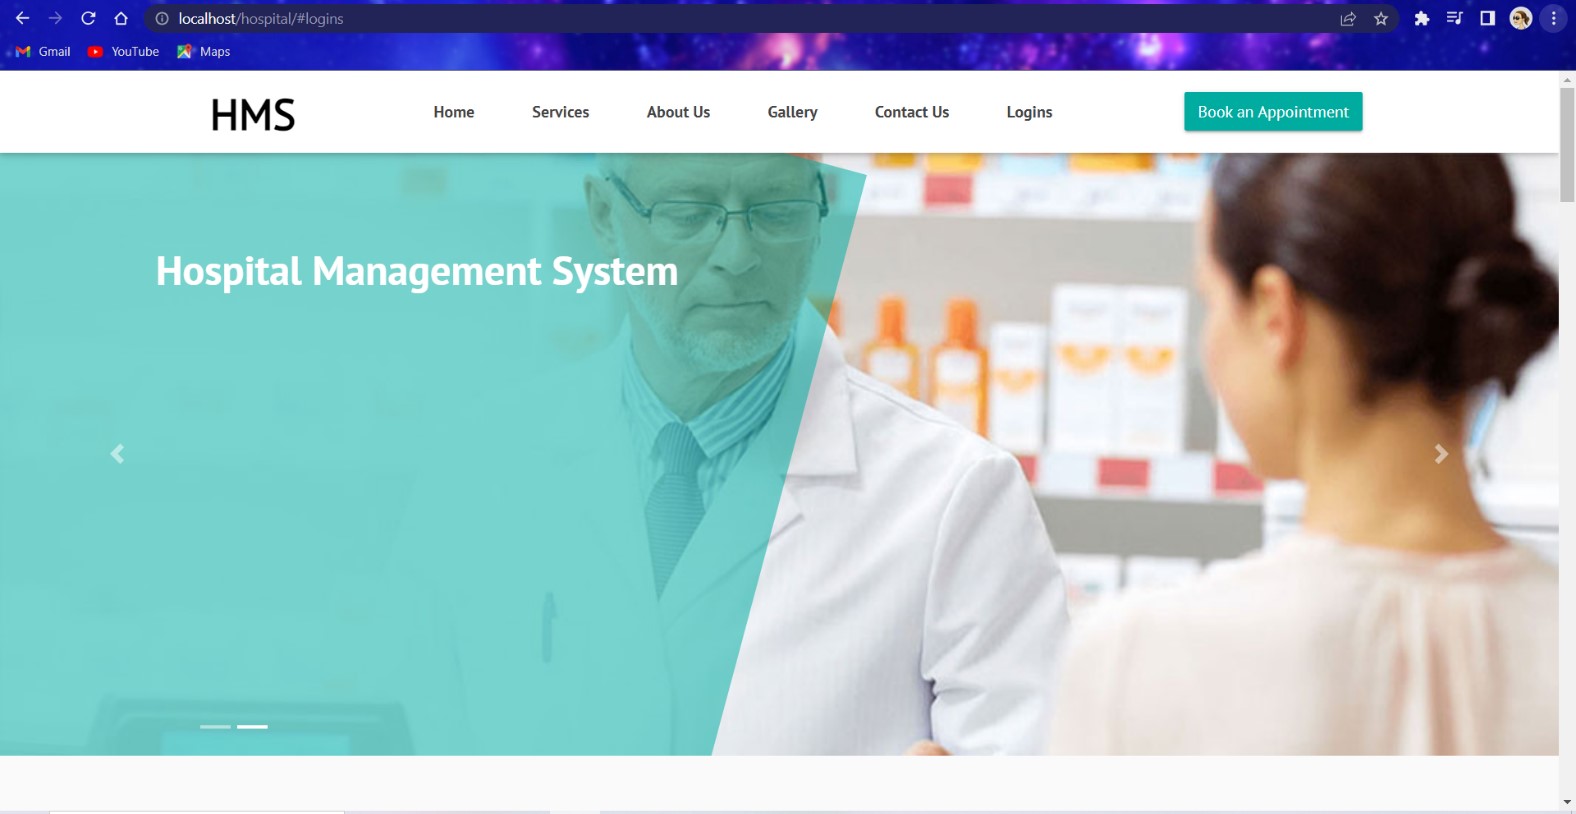 localhost/hospital/#logins
Gmail YouTube Maps
HMS Home Services About Us Gallery Contact Us Logins Book an Appointment
Hospital Management System